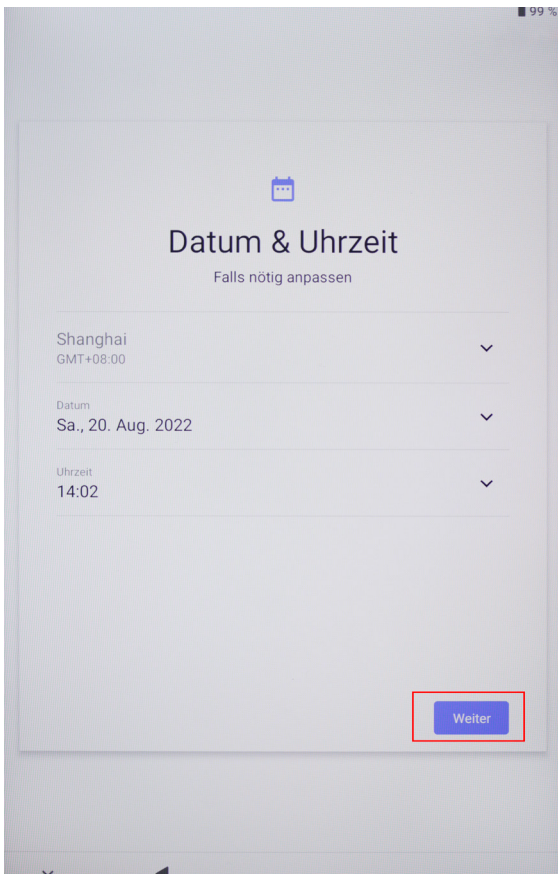 99 %
Datum & Uhrzeit
Falls nötig anpassen
Shanghai
GMT+08:00
Datum
Sa., 20. Aug. 2022
Uhrzeit
14:02
Weiter